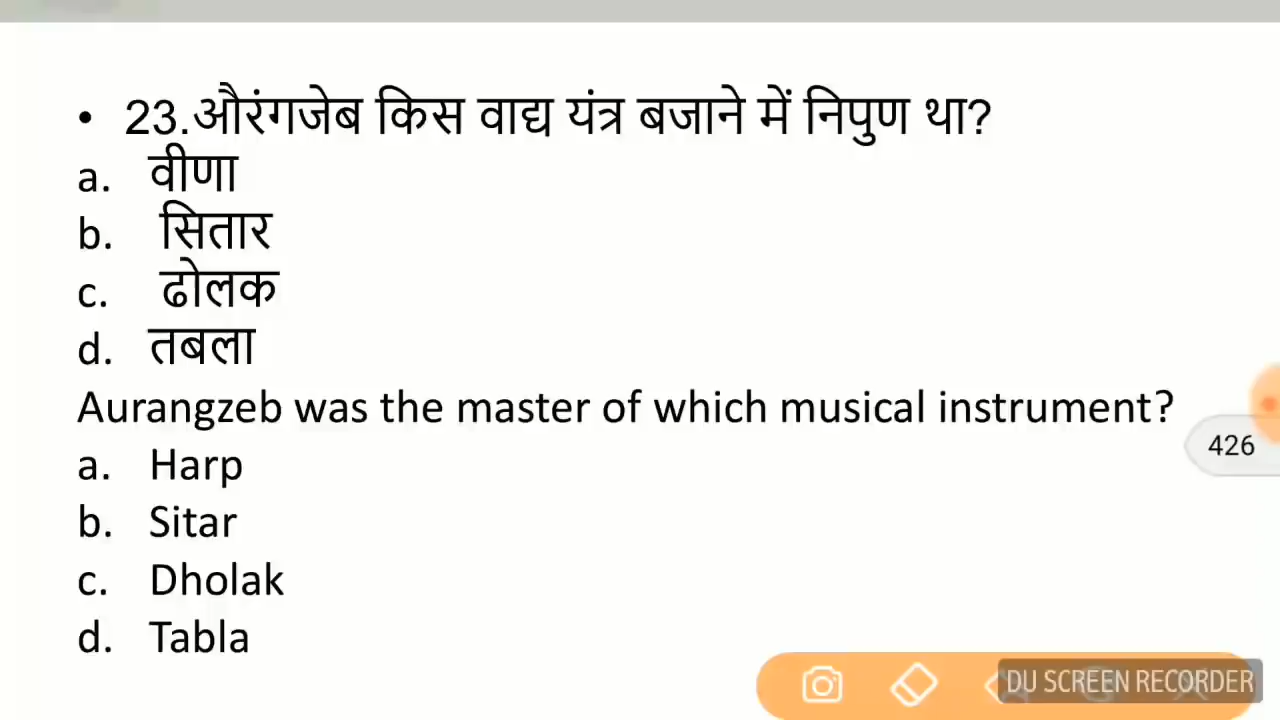 • 23.औरंगजेब किस वाद्य यंत्र बजाने में निपुण था?
a. वीणा
b. सितार
c. ढोलक
d. तबला
Aurangzeb was the master of which musical instrument?
a. Harp
b. Sitar
c. Dholak
d. Tabla
426
DU SCREEN RECORDER